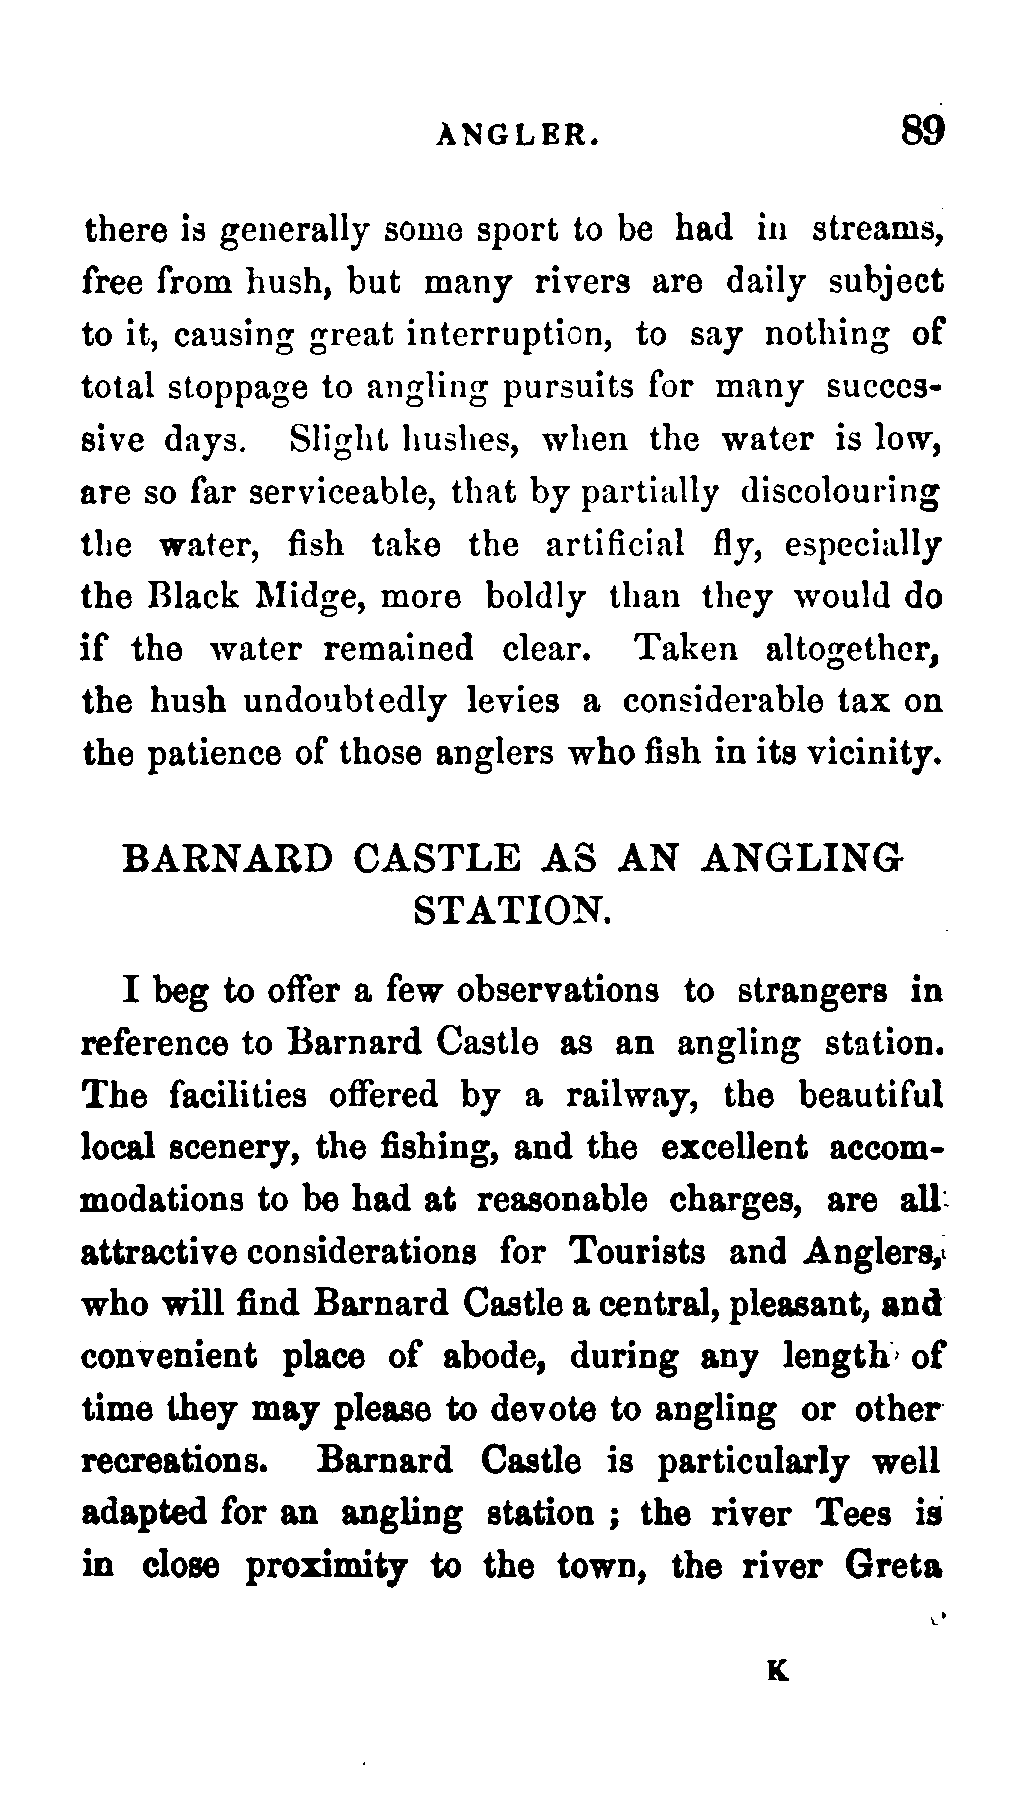 ANGLER. 89
there is generally some sport to be had in streams,
free from hush, but many rivers are daily subject
to it, causing great interruption, to say nothing of
total stoppage to angling pursuits for many succes-
sive days. Slight hushes, when the water is low,
are so far serviceable, that by partially discolouring
the water, fish take the artificial fly, especially
the Black Midge, more boldly than they would do
if the water remained clear. Taken altogether,
the hush undoubtedly levies a considerable tax on
the patience of those anglers who fish in its vicinity.
BARNARD CASTLE AS AN ANGLING
STATION.
I beg to offer a few observations to strangers in
reference to Barnard Castle as an angling station.
The facilities offered by a railway, the beautiful
local scenery, the fishing, and the excellent accom-
modations to be had at reasonable charges, are all
attractive considerations for Tourists and Anglers,
who will find Barnard Castle a central, pleasant, and
convenient place of abode, during any length of
time they may please to devote to angling or other
recreations. Barnard Castle is particularly well
adapted for an angling station ; the river Tees is
in close proximity to the town, the river Greta
K